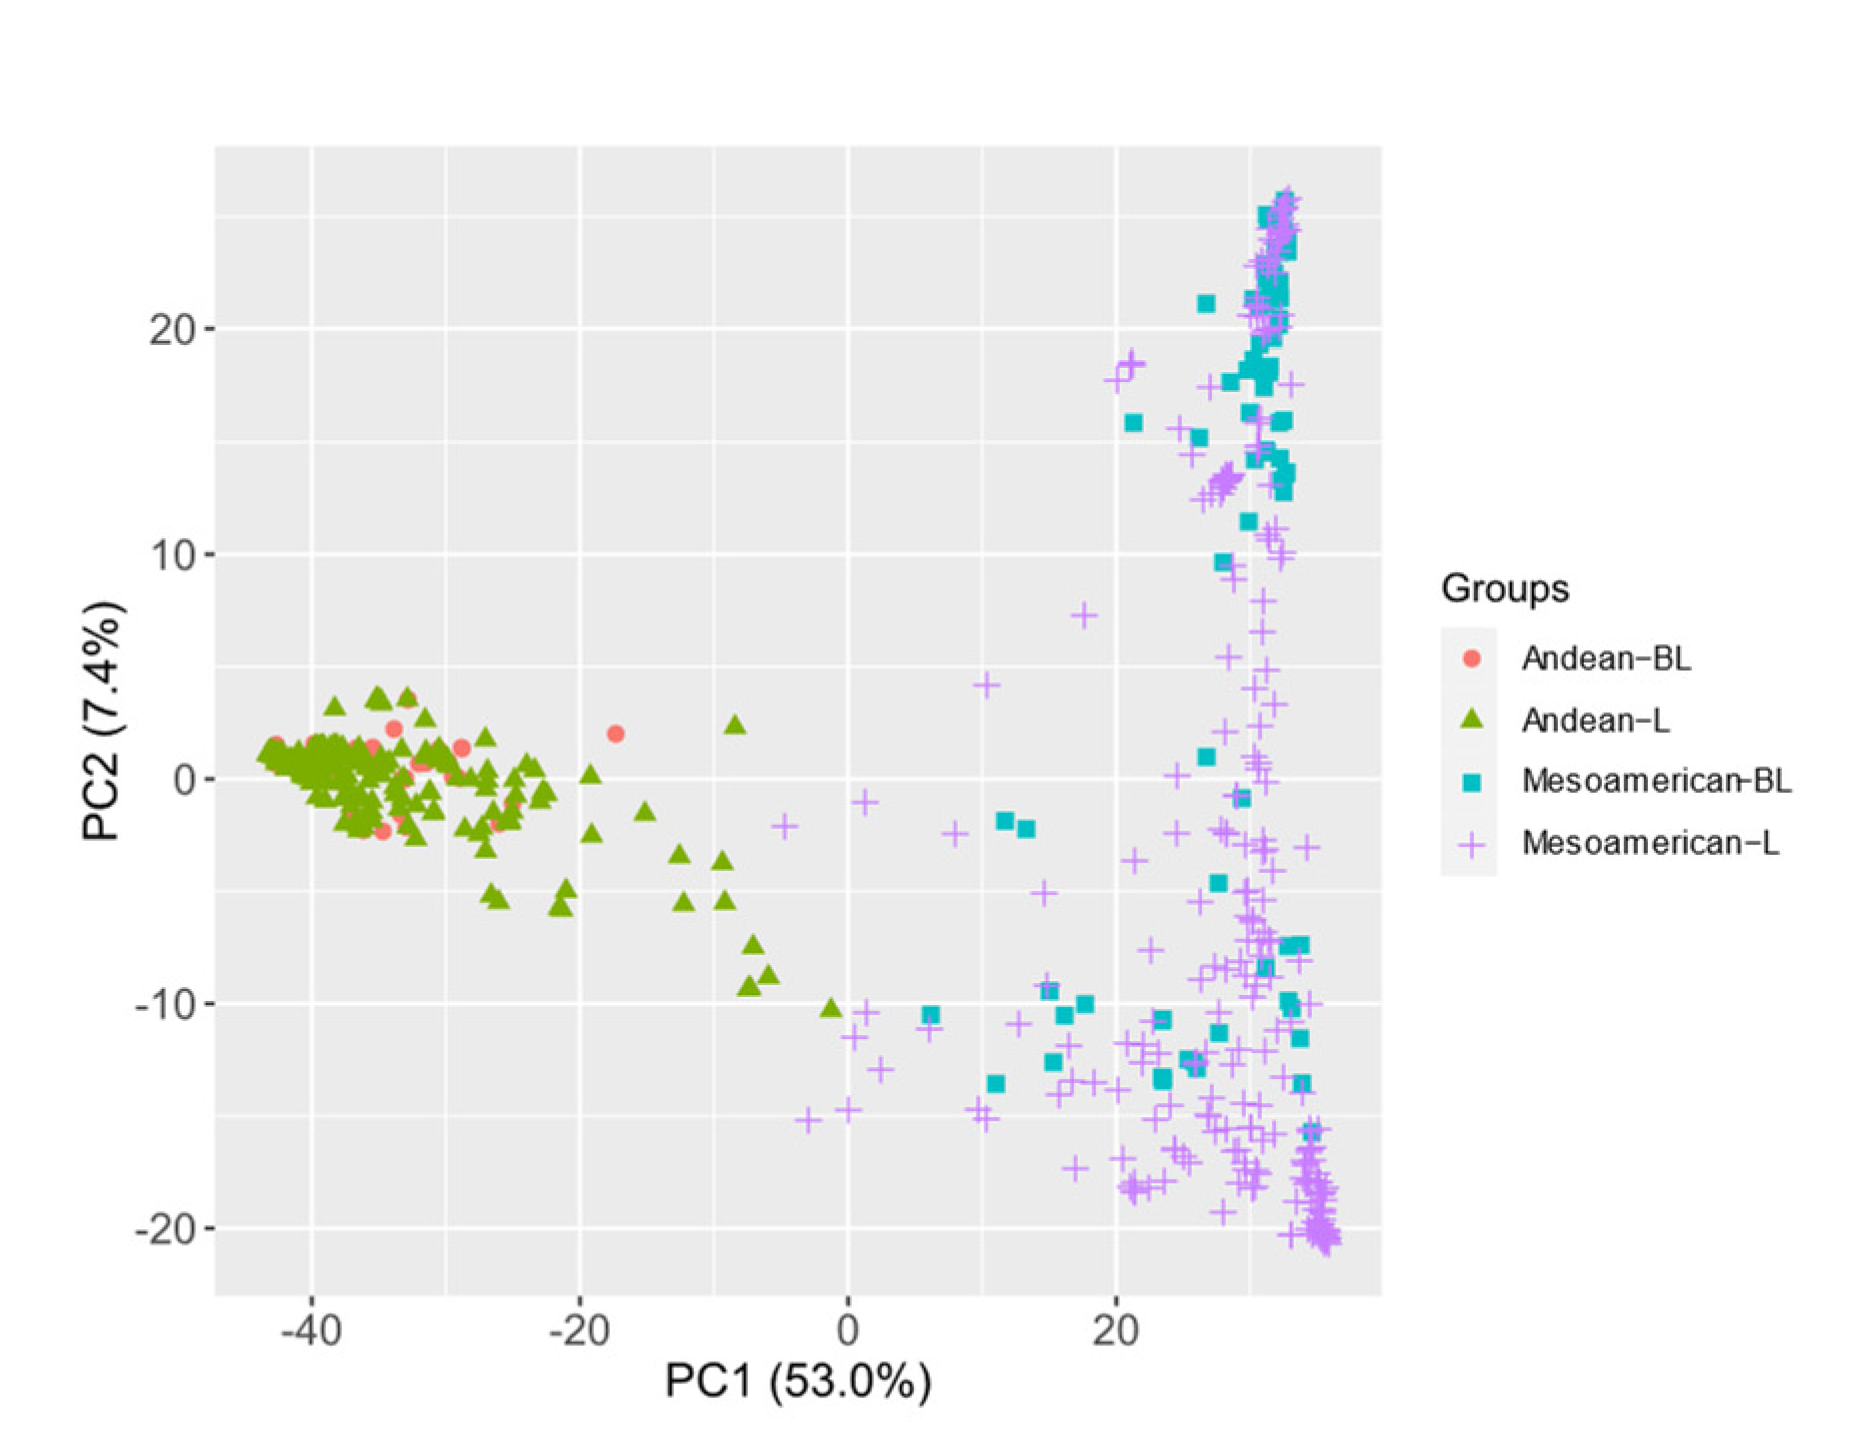 20
10
0
-10
-20
PC2 (7.4%)
-40
-20
0
20
PC1 (53.0%)
Groups
Andean-BL
Andean-L
Mesoamerican-BL
Mesoamerican-L